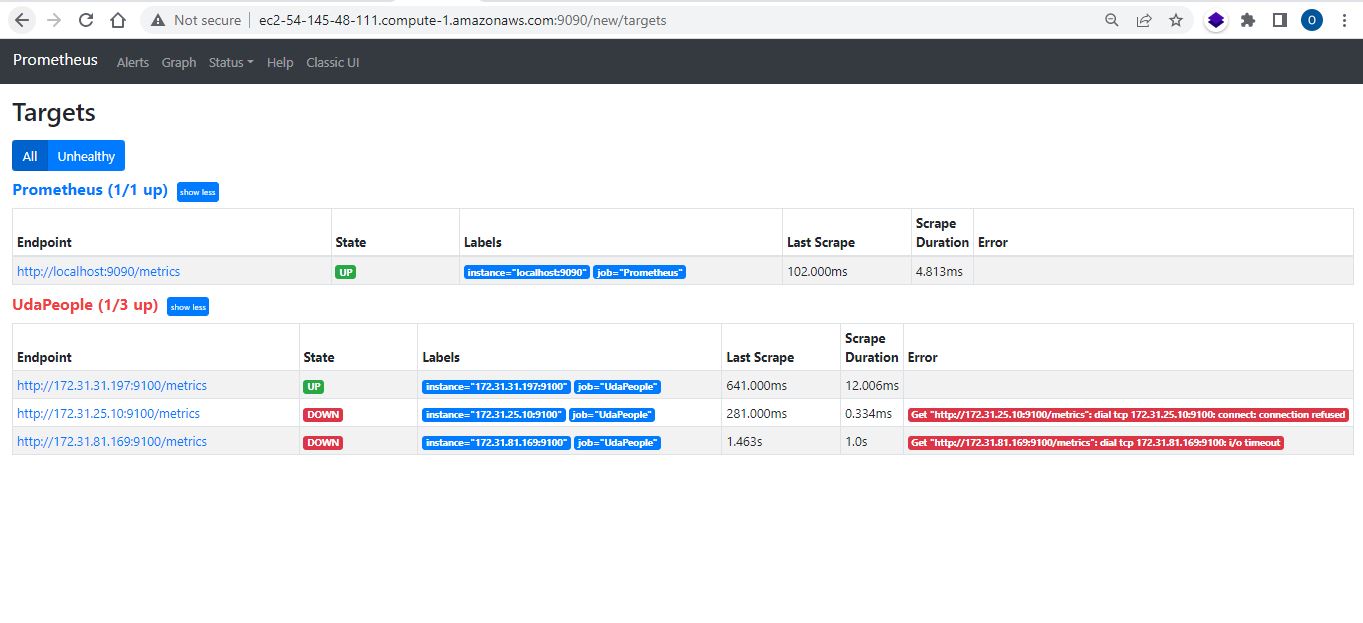 Not secure | ec2-54-145-48-111.compute-1.amazonaws.com:9090/new/targets O
Prometheus Alerts Graph Status Help Classic UI
Targets
All Unhealthy
Prometheus (1/1 up) show less
Endpoint State Labels Last Scrape Scrape Duration Error
http://localhost:9090/metrics UP instance="localhost:9090" job="Prometheus" 102.000ms 4.813ms
UdaPeople (1/3 up) show less
Endpoint State Labels Last Scrape Scrape Duration Error
http://172.31.31.197:9100/metrics UP instance="172.31.31.197:9100" job="UdaPeople" 641.000ms 12.006ms
http://172.31.25.10:9100/metrics DOWN instance="172.31.25.10:9100" job="UdaPeople" 281.000ms 0.334ms Get "http://172.31.25.10:9100/metrics": dial tcp 172.31.25.10:9100: connect: connection refused
http://172.31.81.169:9100/metrics DOWN instance="172.31.81.169:9100" job="UdaPeople" 1.463s 1.0s Get "http://172.31.81.169:9100/metrics": dial tcp 172.31.81.169:9100: i/o timeout